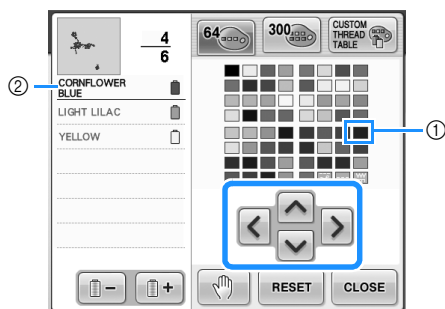 4
6
64
300
CUSTOM
THREAD
TABLE
②
CORNFLOWER
BLUE
LIGHT LILAC
YELLOW
①
−
+
RESET
CLOSE